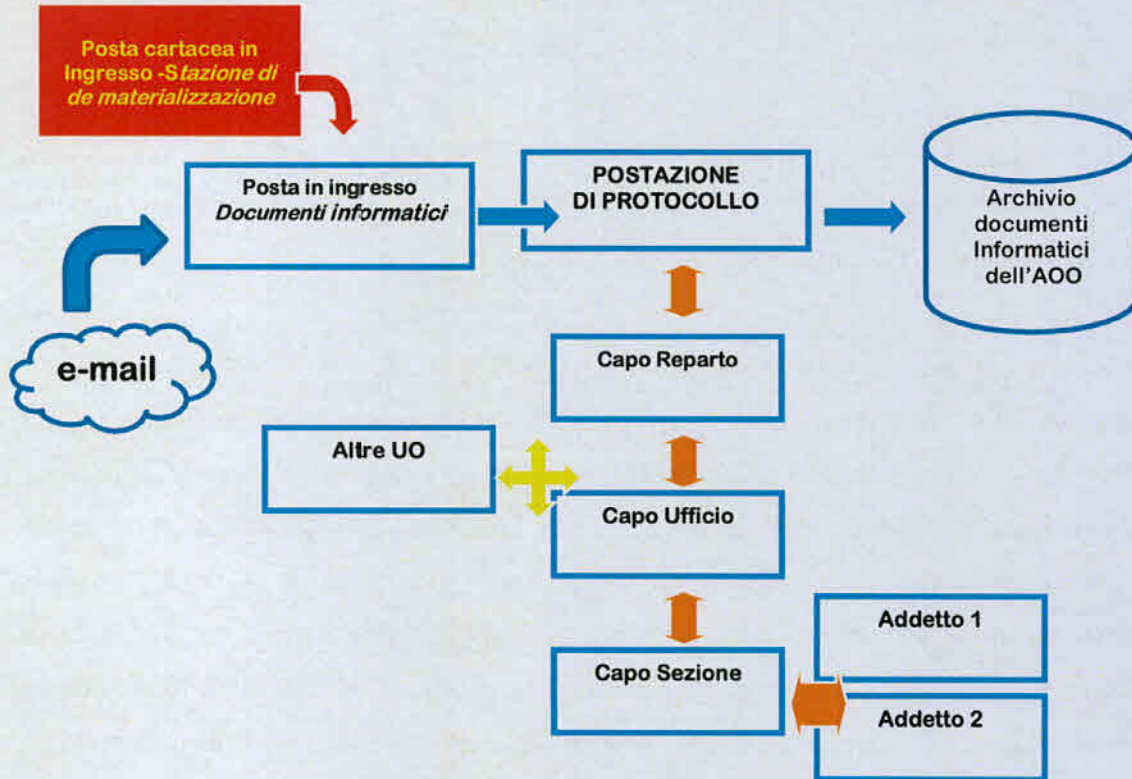 Posta cartacea in
Ingresso -Stazione di
de materializzazione
Posta in ingresso
Documenti informatici
POSTAZIONE
DI PROTOCOLLO
Archivio
documenti
Informatici
dell'AOO
e-mail
Capo Reparto
Altre UO
Capo Ufficio
Addetto 1
Capo Sezione
Addetto 2